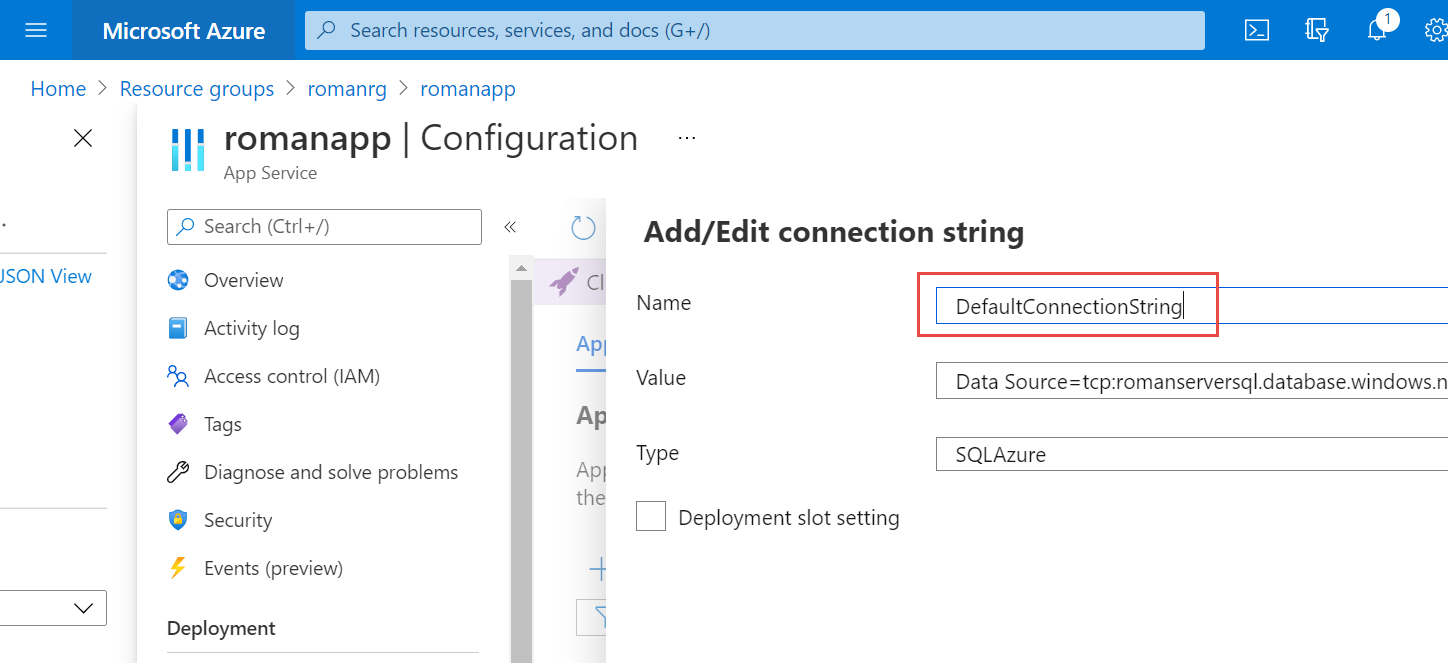 Microsoft Azure
Search resources, services, and docs (G+/)
1
Home > Resource groups > romanrg > romanapp
romanapp | Configuration ...
App Service
JSON View
Search (Ctrl+/)
«
Overview
Activity log
Access control (IAM)
Tags
Diagnose and solve problems
Security
Events (preview)
Deployment
Cl
App
Ap
App
the
Add/Edit connection string
Name
DefaultConnectionString
Value
Data Source=tcp:romanserversql.database.windows.n
Type
SQLAzure
Deployment slot setting